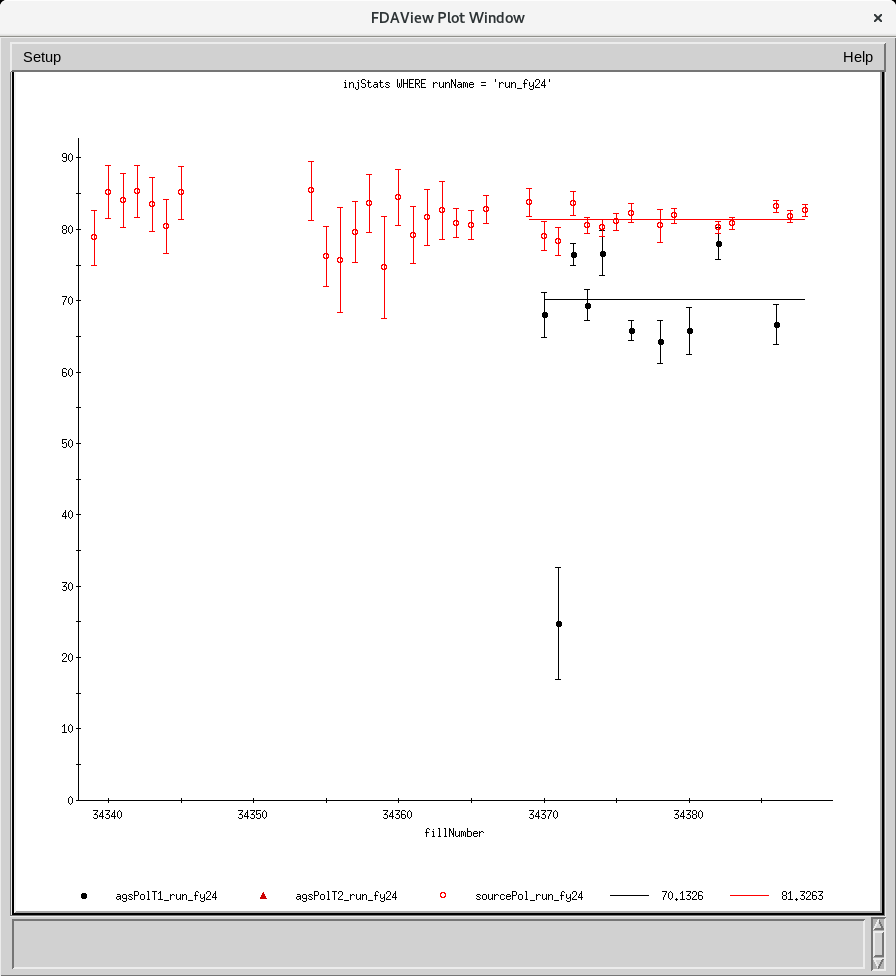 FDAView Plot Window
Setup Help
injStats WHERE runName = 'run_fy24'
90
80
70
60
50
40
30
20
10
0
34340 34350 34360 34370 34380
fillNumber
agsPolT1_run_fy24 agsPolT2_run_fy24 sourcePol_run_fy24 70.1326 81.3263